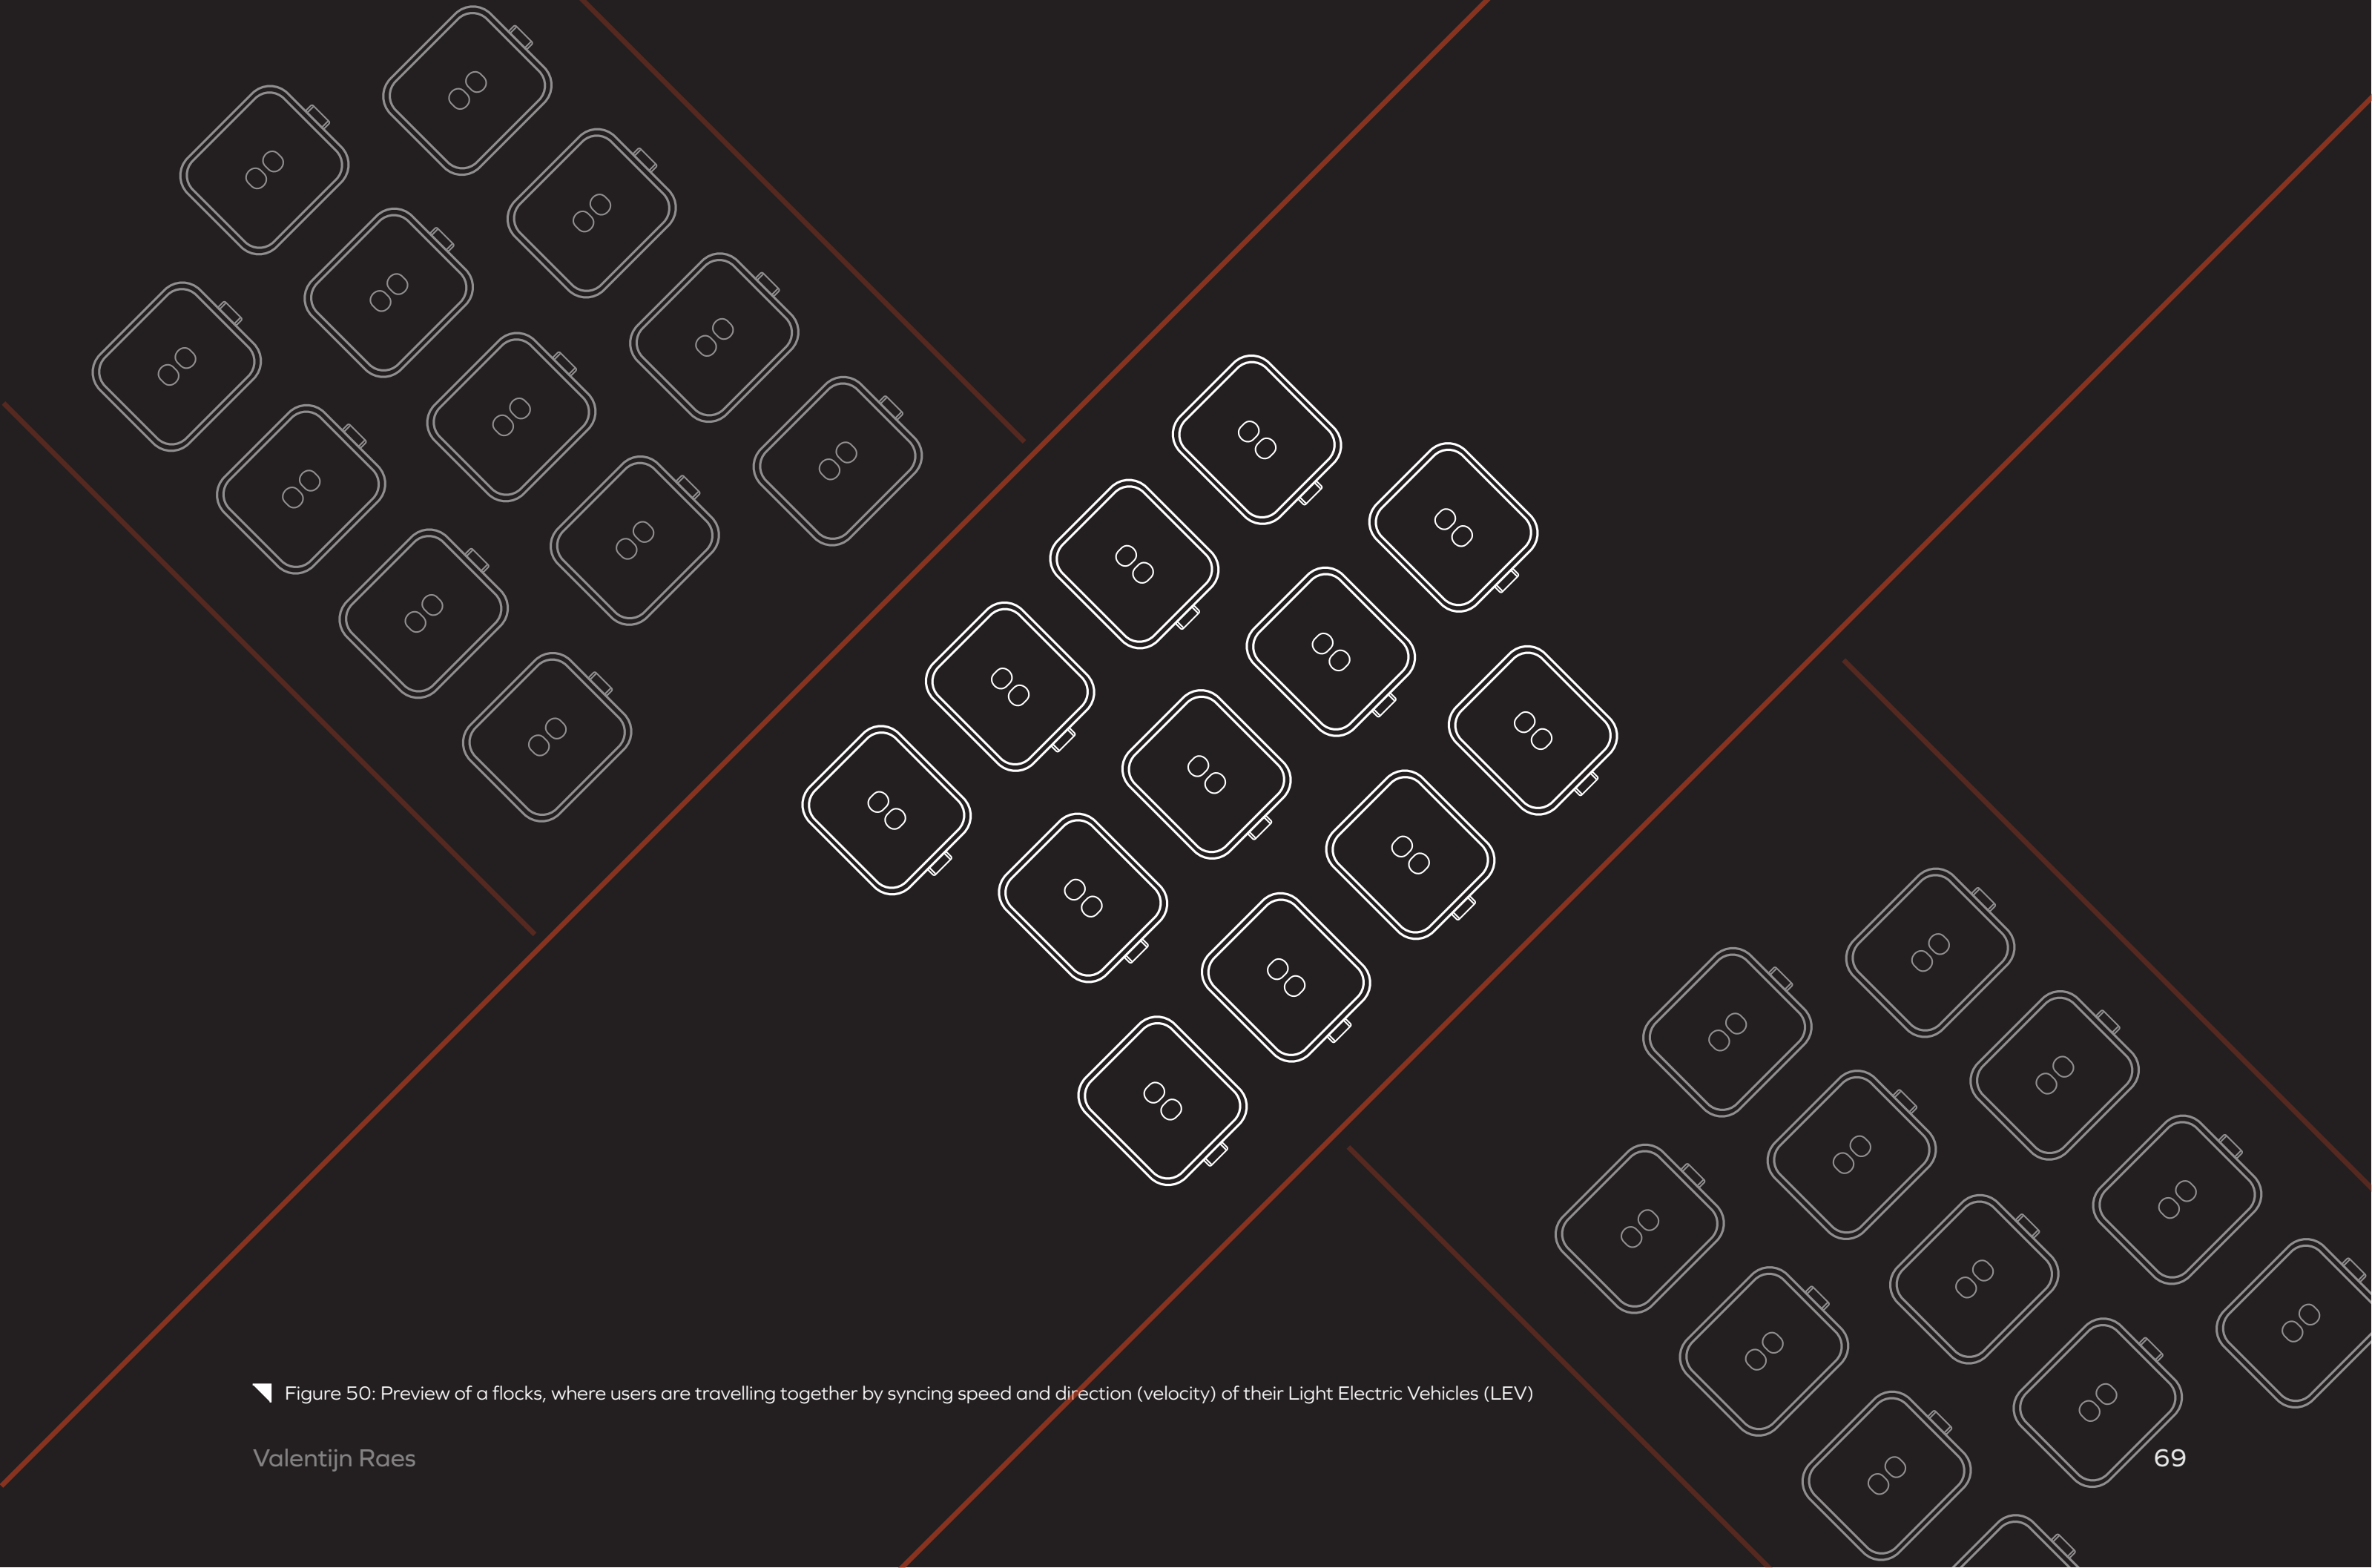 Figure 50: Preview of a flocks, where users are travelling together by syncing speed and direction (velocity) of their Light Electric Vehicles (LEV)
Valentijn Raes
69